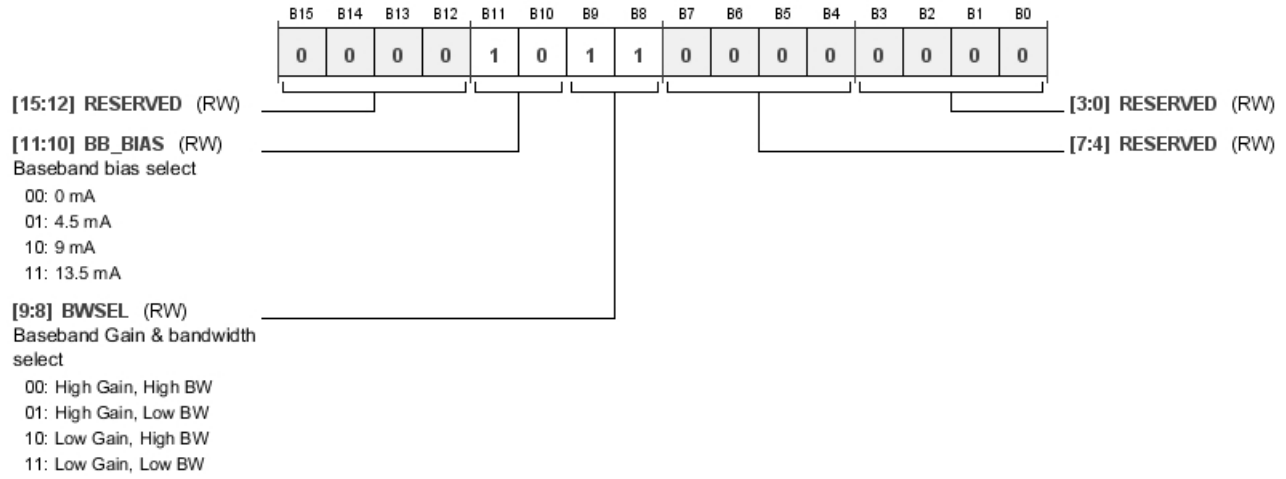 B15 B14 B13 B12 B11 B10 B9 B8 B7 B6 B5 B4 B3 B2 B1 B0
0 0 0 0 1 0 1 1 0 0 0 0 0 0 0 0
[15:12] RESERVED (RW)
[3:0] RESERVED (RW)
[11:10] BB_BIAS (RW)
[7:4] RESERVED (RW)
Baseband bias select
00: 0 mA
01: 4.5 mA
10: 9 mA
11: 13.5 mA
[9:8] BWSEL (RW)
Baseband Gain & bandwidth
select
00: High Gain, High BW
01: High Gain, Low BW
10: Low Gain, High BW
11: Low Gain, Low BW